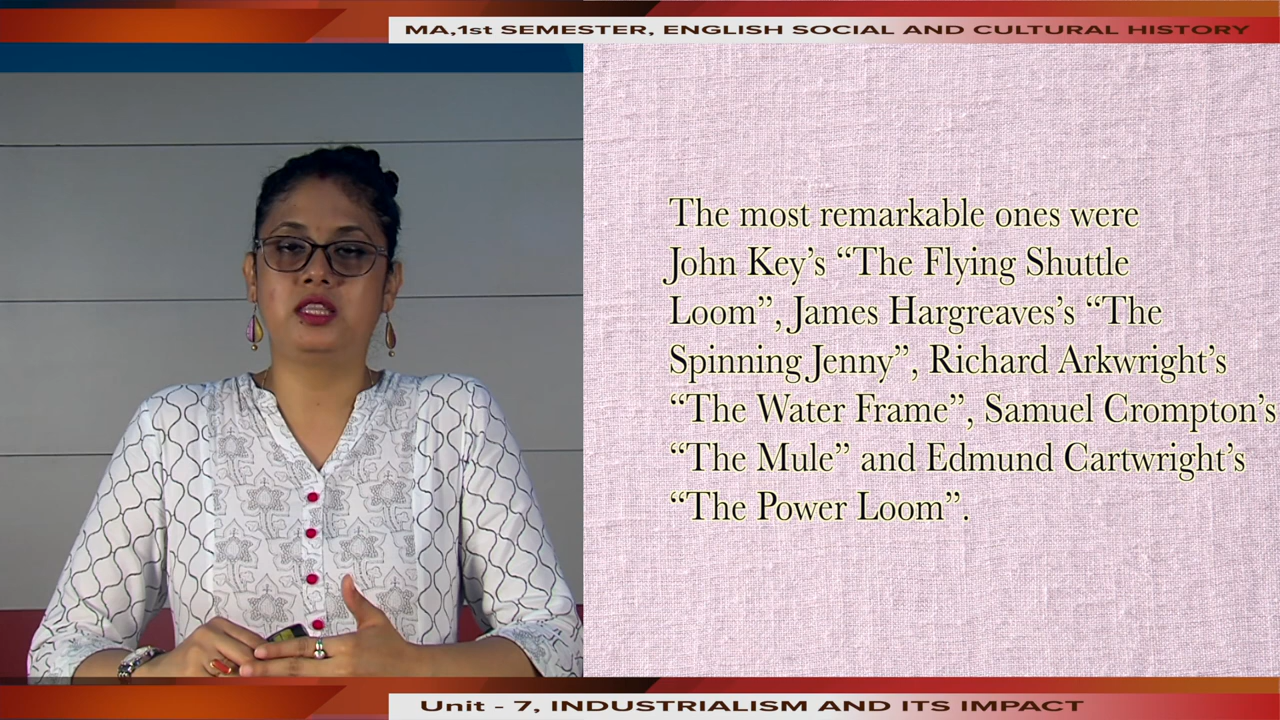 MA,1st SEMESTER, ENGLISH SOCIAL AND CULTURAL HISTORY
The most remarkable ones were
John Key’s “The Flying Shuttle
Loom”, James Hargreaves’s “The
Spinning Jenny”, Richard Arkwright’s
“The Water Frame”, Samuel Crompton’s
“The Mule” and Edmund Cartwright’s
“The Power Loom”.
Unit - 7, INDUSTRIALISM AND ITS IMPACT